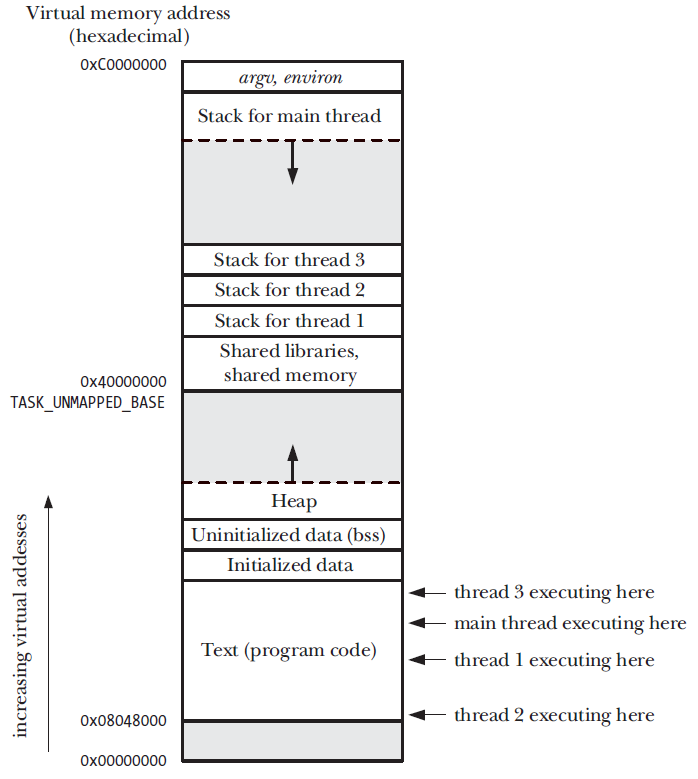 Virtual memory address
(hexadecimal)
0xC0000000
argv, environ
Stack for main thread
Stack for thread 3
Stack for thread 2
Stack for thread 1
Shared libraries,
shared memory
0x40000000
TASK_UNMAPPED_BASE
Heap
Uninitialized data (bss)
Initialized data
thread 3 executing here
main thread executing here
Text (program code)
thread 1 executing here
thread 2 executing here
0x08048000
0x00000000
increasing virtual addesses